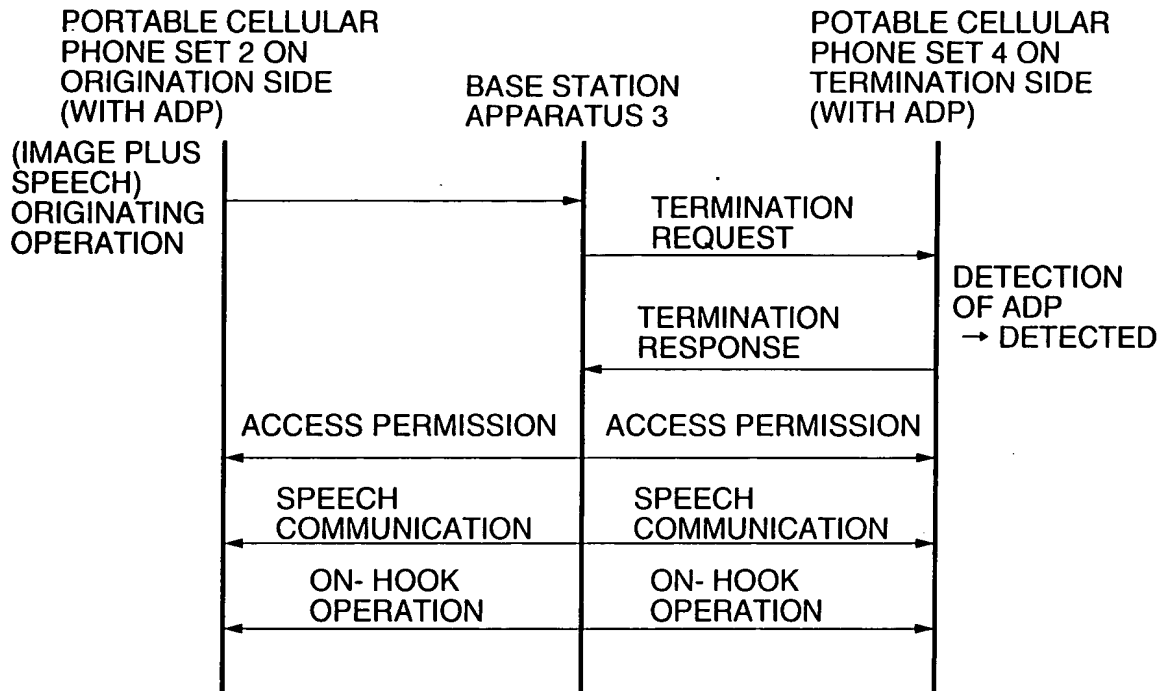 PORTABLE CELLULAR
PHONE SET 2 ON
ORIGINATION SIDE
(WITH ADP)
BASE STATION
APPARATUS 3
POTABLE CELLULAR
PHONE SET 4 ON
TERMINATION SIDE
(WITH ADP)
(IMAGE PLUS
SPEECH)
ORIGINATING
OPERATION
TERMINATION
REQUEST
DETECTION
OF ADP
→ DETECTED
TERMINATION
RESPONSE
ACCESS PERMISSION
ACCESS PERMISSION
SPEECH
COMMUNICATION
SPEECH
COMMUNICATION
ON- HOOK
OPERATION
ON- HOOK
OPERATION